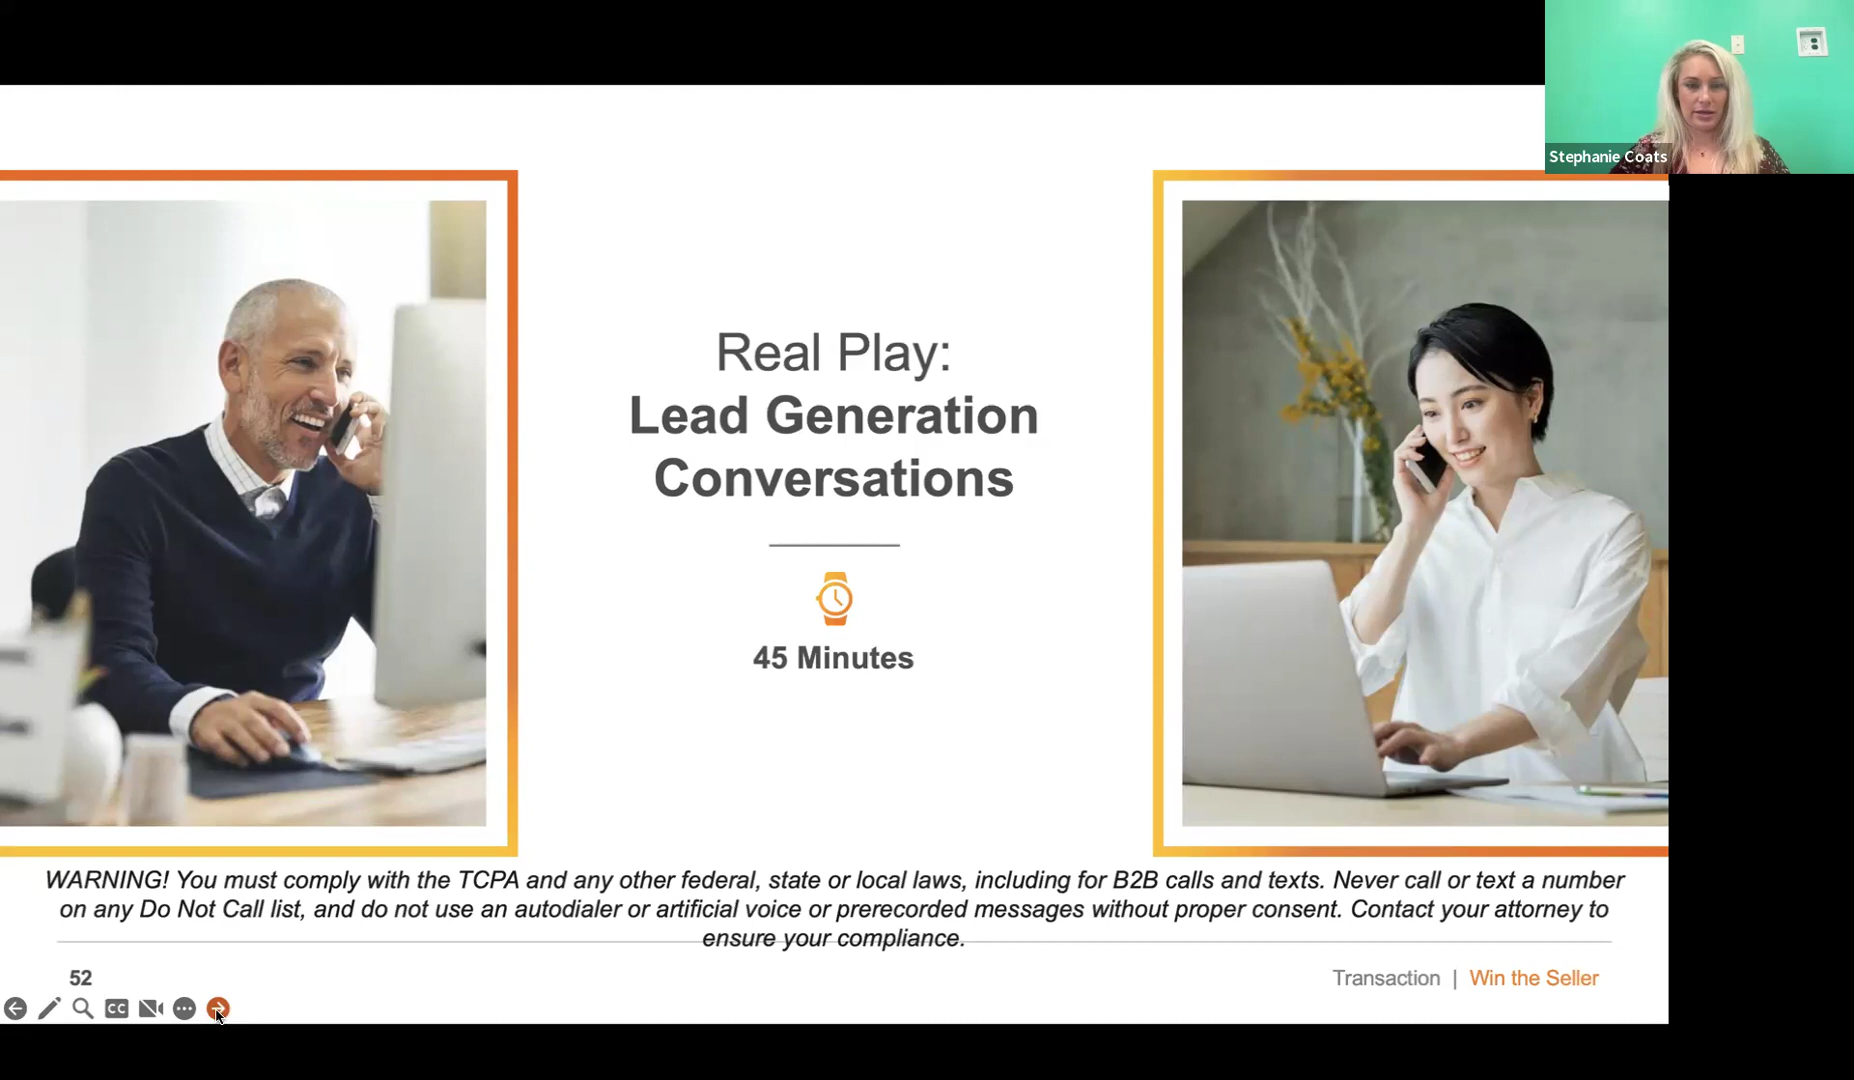 Stephanie Coats
Real Play:
Lead Generation
Conversations
45 Minutes
WARNING! You must comply with the TCPA and any other federal, state or local laws, including for B2B calls and texts. Never call or text a number
on any Do Not Call list, and do not use an autodialer or artificial voice or prerecorded messages without proper consent. Contact your attorney to
ensure your compliance.
52
Transaction | Win the Seller
CC